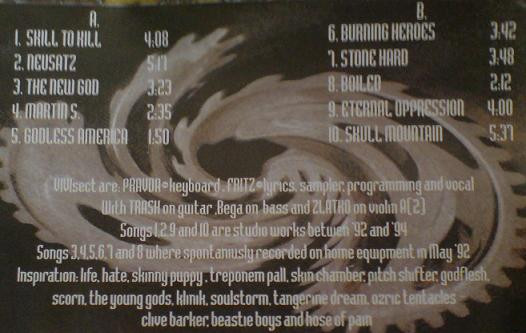 A.
1. SKILL TO KILL 4:08
2. NEUSATZ 5:17
3. THE NEW GOD 3:23
4. MARTIN S. 2:35
5. GODLESS AMERICA 1:50
B.
6. BURNING HEROES 3:42
7. STONE HARD 3:48
8. BOILED 2:12
9. ETERNAL OPPRESSION 4:00
10. SKULL MOUNTAIN 5:37
VIVIsect are: PRAVDA=keyboard, FRITZ=lyrics, sampler, programming and vocal
With TRASH on guitar, Bega on bass and ZLATKO on violin A(2)
Songs 1,2,9 and 10 are studio works betwen '92 and '94
Songs 3,4,5,6,7 and 8 where spontaniusly recorded on home equipment in May '92
Inspiration: life, hate, skinny puppy, treponem pall, skin chamber, pitch shifter, godflesh,
scorn, the young gods, klinik, soulstorm, tangerine dream, ozric tentacles
clive barker, beastie boys and hose of pain